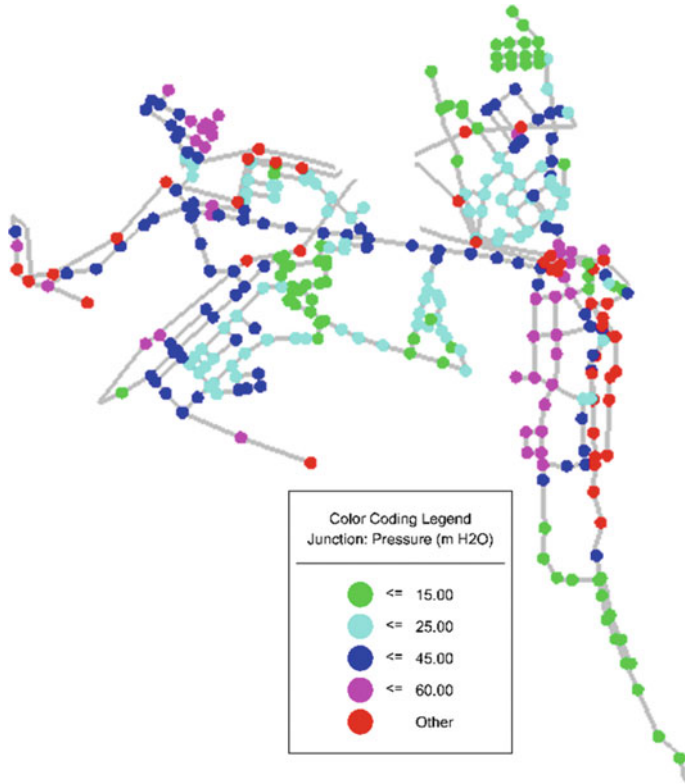 Color Coding Legend
Junction: Pressure (m H2O)
<= 15.00
<= 25.00
<= 45.00
<= 60.00
Other